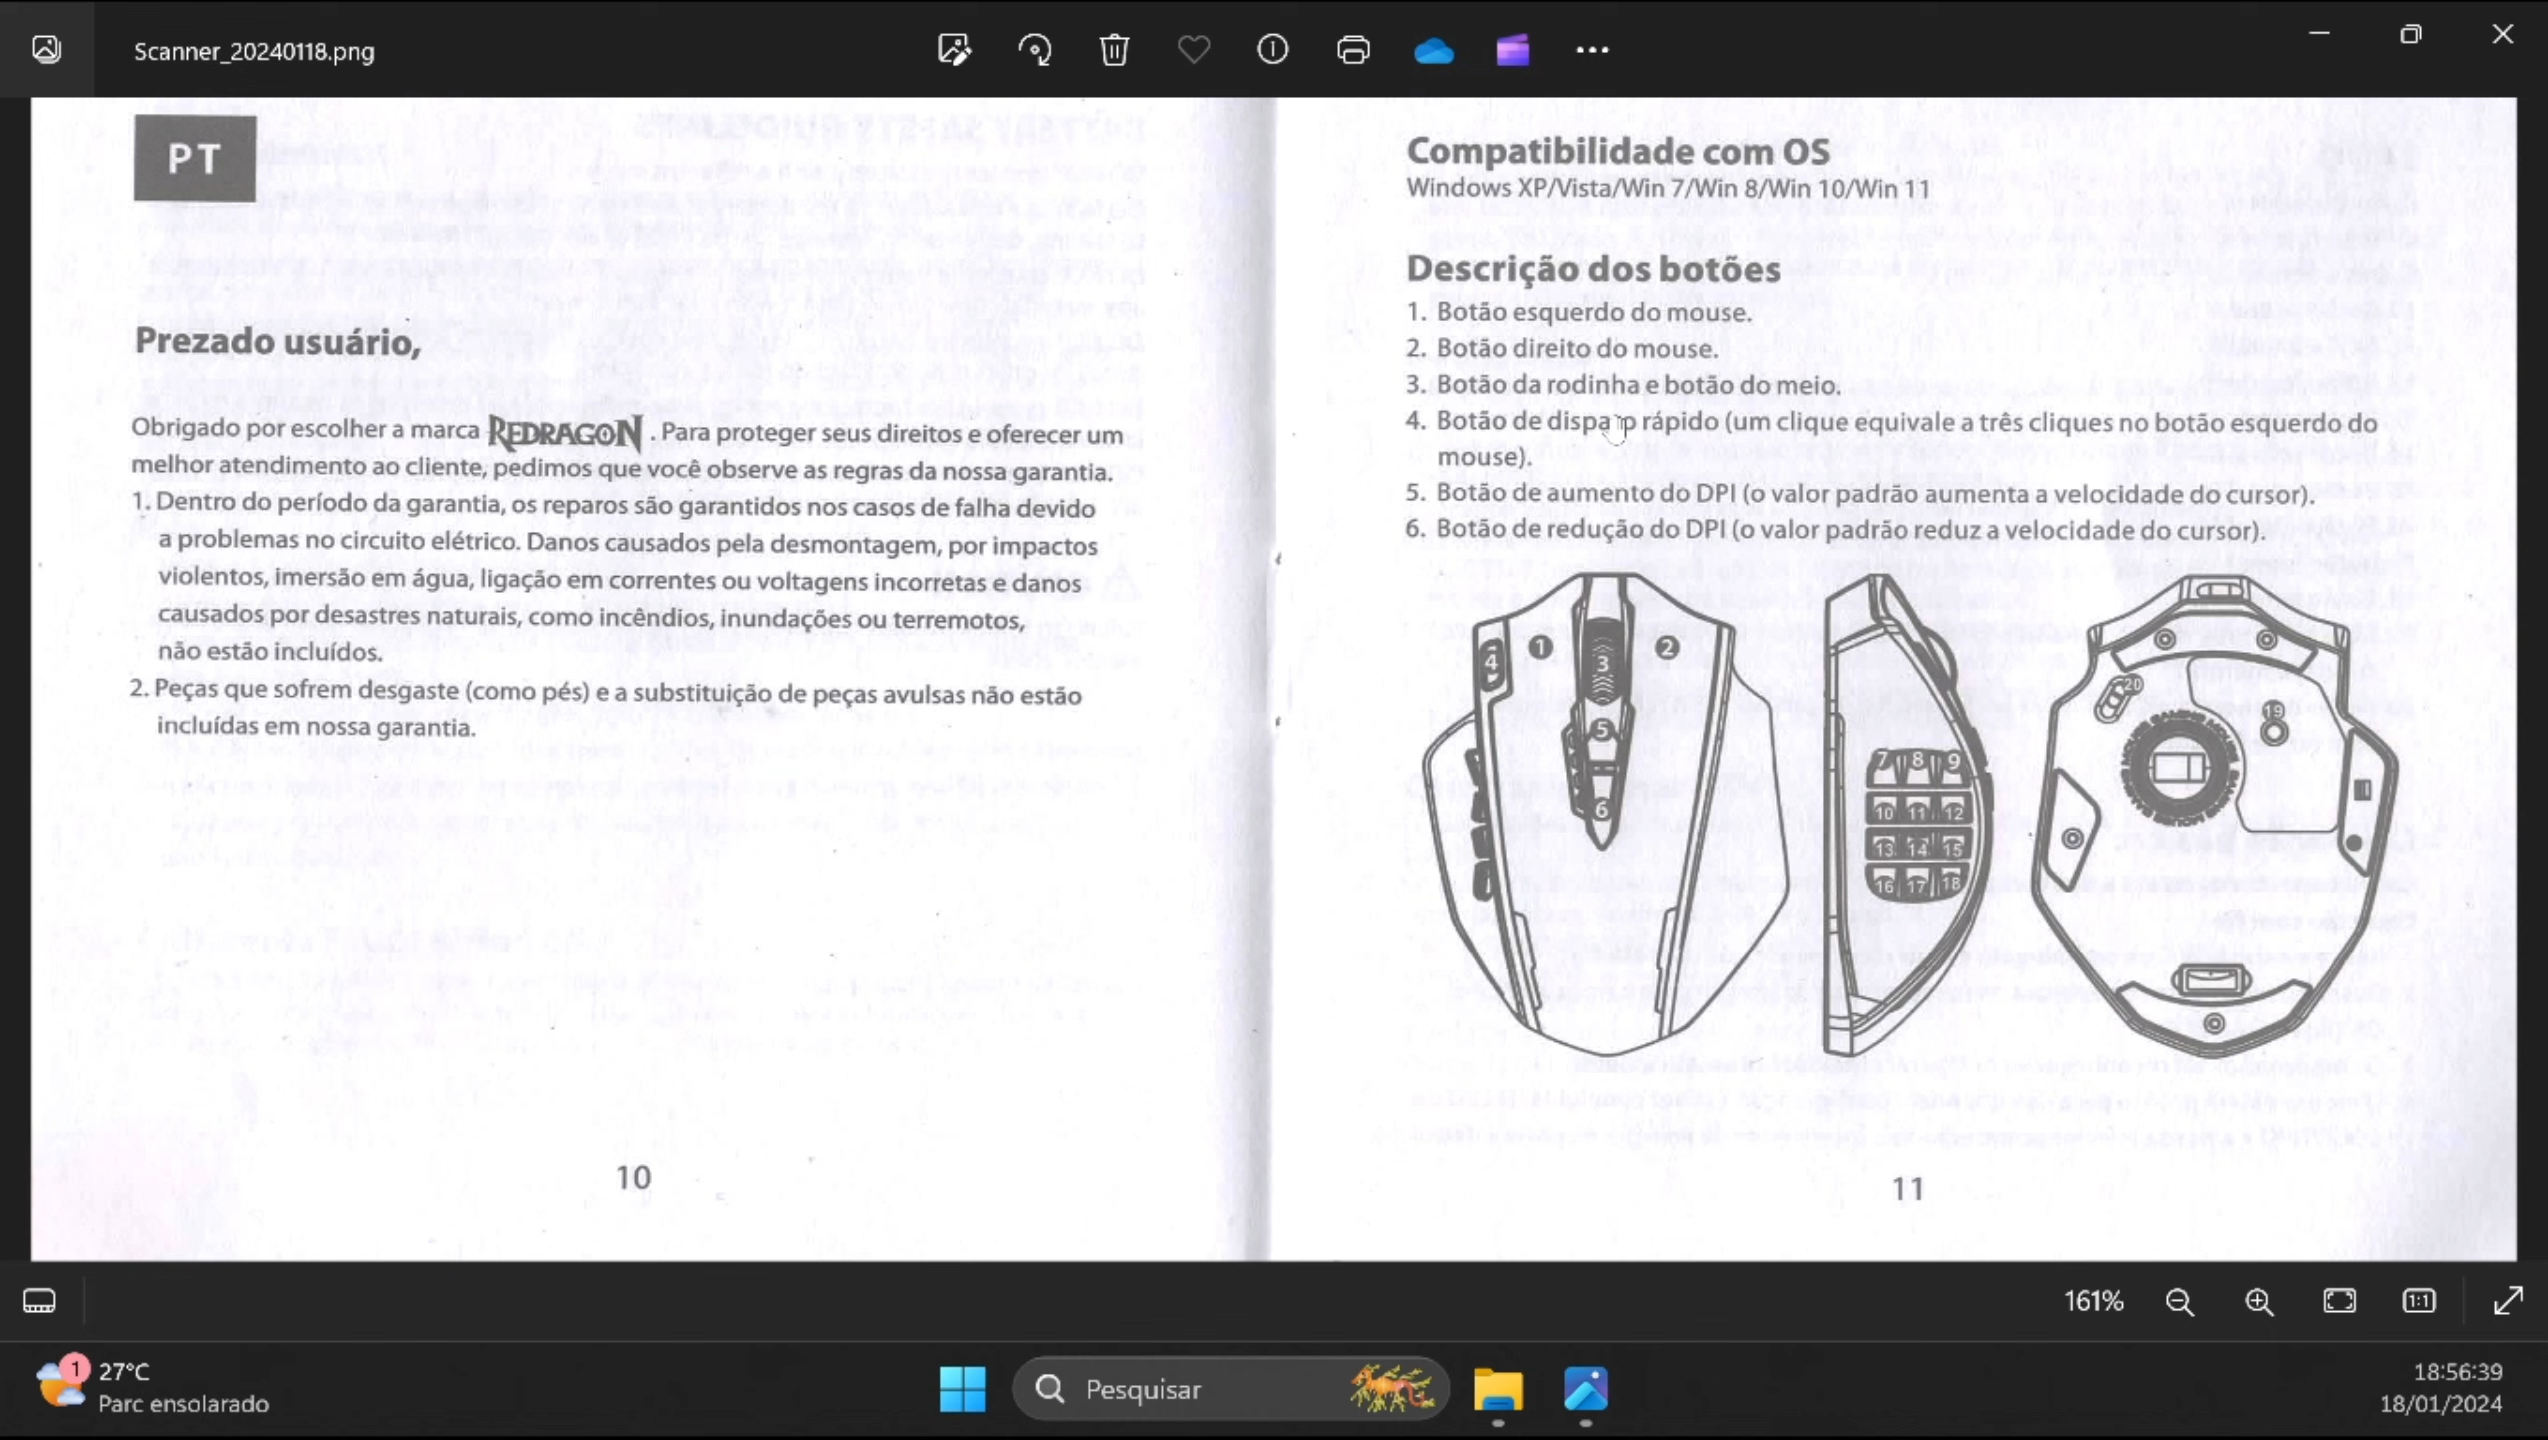 Scanner_20240118.png
PT
Prezado usuário,
Obrigado por escolher a marca REDRAGON . Para proteger seus direitos e oferecer um
melhor atendimento ao cliente, pedimos que você observe as regras da nossa garantia.
1. Dentro do período da garantia, os reparos são garantidos nos casos de falha devido
a problemas no circuito elétrico. Danos causados pela desmontagem, por impactos
violentos, imersão em água, ligação em correntes ou voltagens incorretas e danos
causados por desastres naturais, como incêndios, inundações ou terremotos,
não estão incluídos.
2. Peças que sofrem desgaste (como pés) e a substituição de peças avulsas não estão
incluídas em nossa garantia.
10
Compatibilidade com OS
Windows XP/Vista/Win 7/Win 8/Win 10/Win 11
Descrição dos botões
1. Botão esquerdo do mouse.
2. Botão direito do mouse.
3. Botão da rodinha e botão do meio.
4. Botão de disparo rápido (um clique equivale a três cliques no botão esquerdo do
mouse).
5. Botão de aumento do DPI (o valor padrão aumenta a velocidade do cursor).
6. Botão de redução do DPI (o valor padrão reduz a velocidade do cursor).
4 1 3 2
5
6
7 8 9
10 11 12
13 14 15
16 17 18
20
19
11
161%
1:1
1
27°C
Parc ensolarado
Pesquisar
18:56:39
18/01/2024